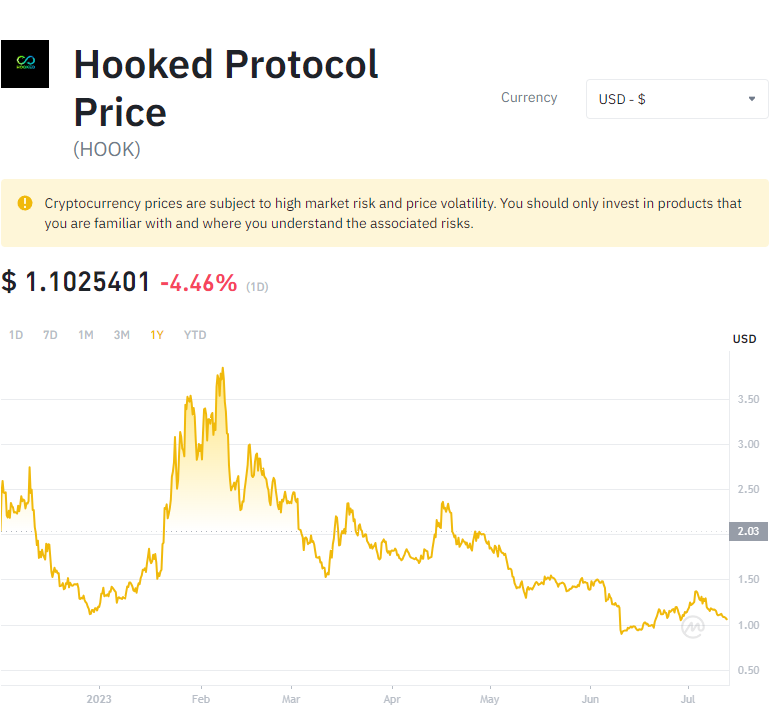 HOOKED
Hooked Protocol
Price
(HOOK)
Currency
USD - $
Cryptocurrency prices are subject to high market risk and price volatility. You should only invest in products that
you are familiar with and where you understand the associated risks.
$ 1.1025401 -4.46% (1D)
1D 7D 1M 3M 1Y YTD
USD
3.50
3.00
2.50
2.03
1.50
1.00
0.50
2023 Feb Mar Apr May Jun Jul